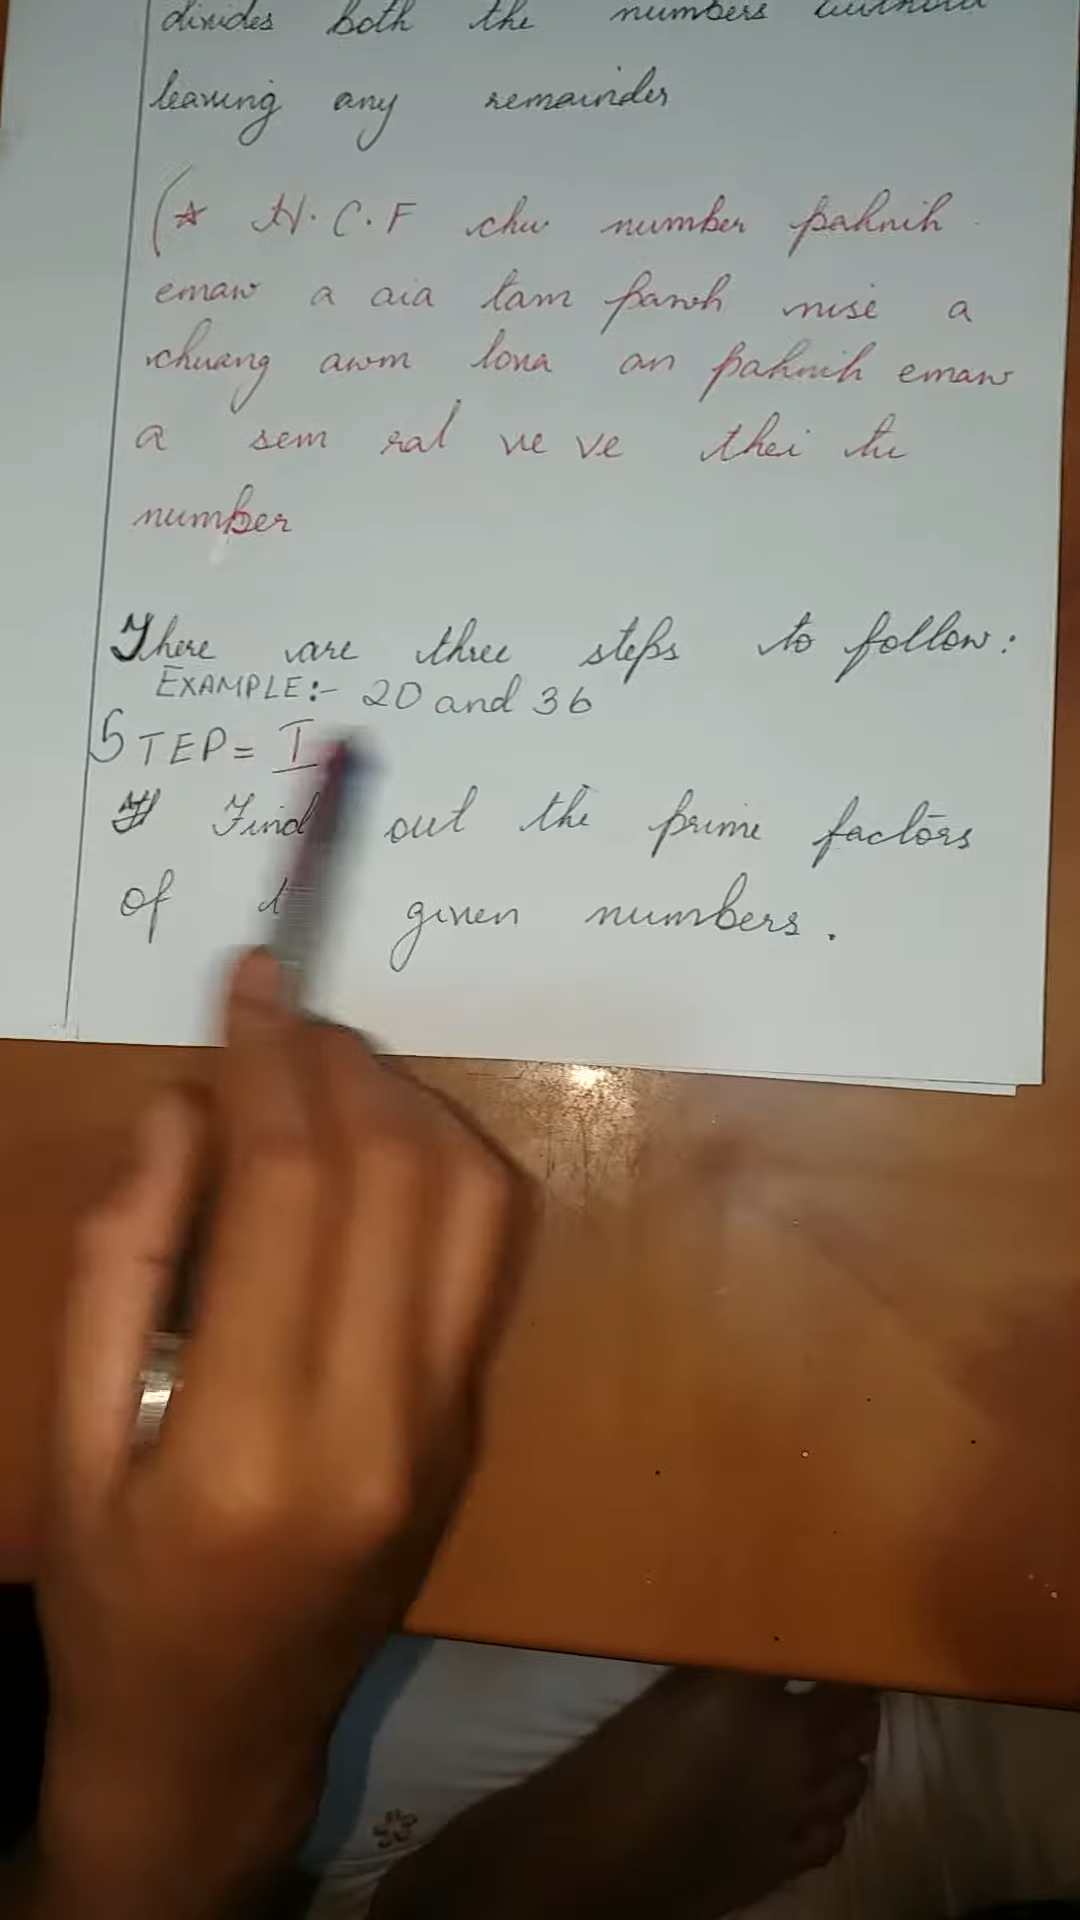 divides both the numbers without
leaving any remainder
(* H.C.F chu number pahnih
emaw a aia tam pawh nise a
chuang awm lova an pahnih emaw
a sem ral ve ve thei tu
number
There are three steps to follow:
EXAMPLE:- 20 and 36
STEP= I
Find out the prime factors
of given numbers.